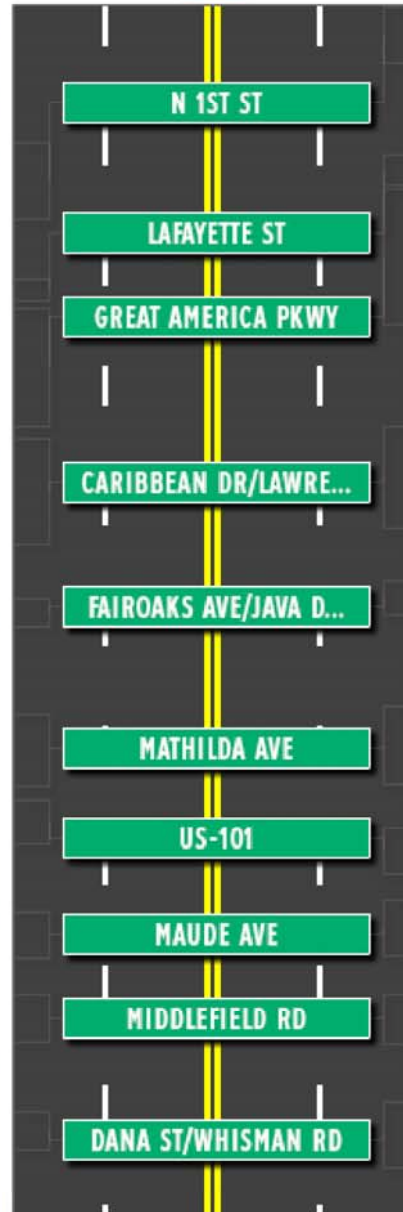 N 1ST ST
LAFAYETTE ST
GREAT AMERICA PKWY
CARIBBEAN DR/LAWRE...
FAIROAKS AVE/JAVA D...
MATHILDA AVE
US-101
MAUDE AVE
MIDDLEFIELD RD
DANA ST/WHISMAN RD